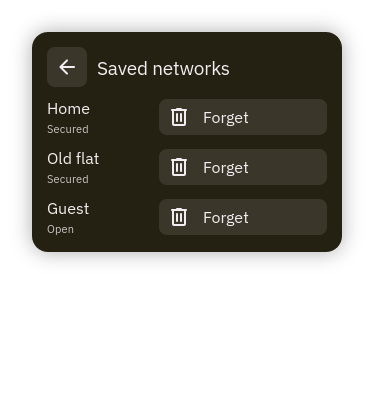 Saved networks
Home
Secured
Forget
Old flat
Secured
Forget
Guest
Open
Forget